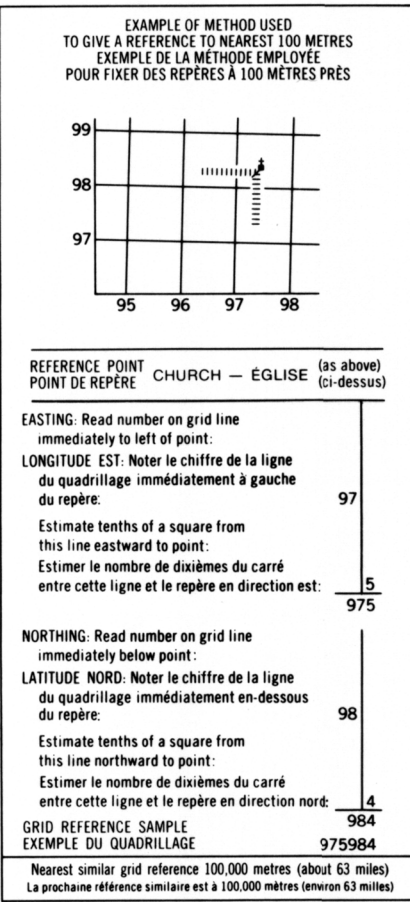 EXAMPLE OF METHOD USED
TO GIVE A REFERENCE TO NEAREST 100 METRES
EXEMPLE DE LA MÉTHODE EMPLOYÉE
POUR FIXER DES REPÈRES À 100 MÈTRES PRÈS
99
98
97
95 96 97 98
REFERENCE POINT
POINT DE REPÈRE CHURCH — ÉGLISE (as above)
(ci-dessus)
EASTING: Read number on grid line
immediately to left of point:
LONGITUDE EST: Noter le chiffre de la ligne
du quadrillage immédiatement à gauche
du repère: 97
Estimate tenths of a square from
this line eastward to point:
Estimer le nombre de dixièmes du carré
entre cette ligne et le repère en direction est: 5
975
NORTHING: Read number on grid line
immediately below point:
LATITUDE NORD: Noter le chiffre de la ligne
du quadrillage immédiatement en-dessous
du repère: 98
Estimate tenths of a square from
this line northward to point:
Estimer le nombre de dixièmes du carré
entre cette ligne et le repère en direction nord: 4
984
GRID REFERENCE SAMPLE
EXEMPLE DU QUADRILLAGE 975984
Nearest similar grid reference 100,000 metres (about 63 miles)
La prochaine référence similaire est à 100,000 mètres (environ 63 milles)